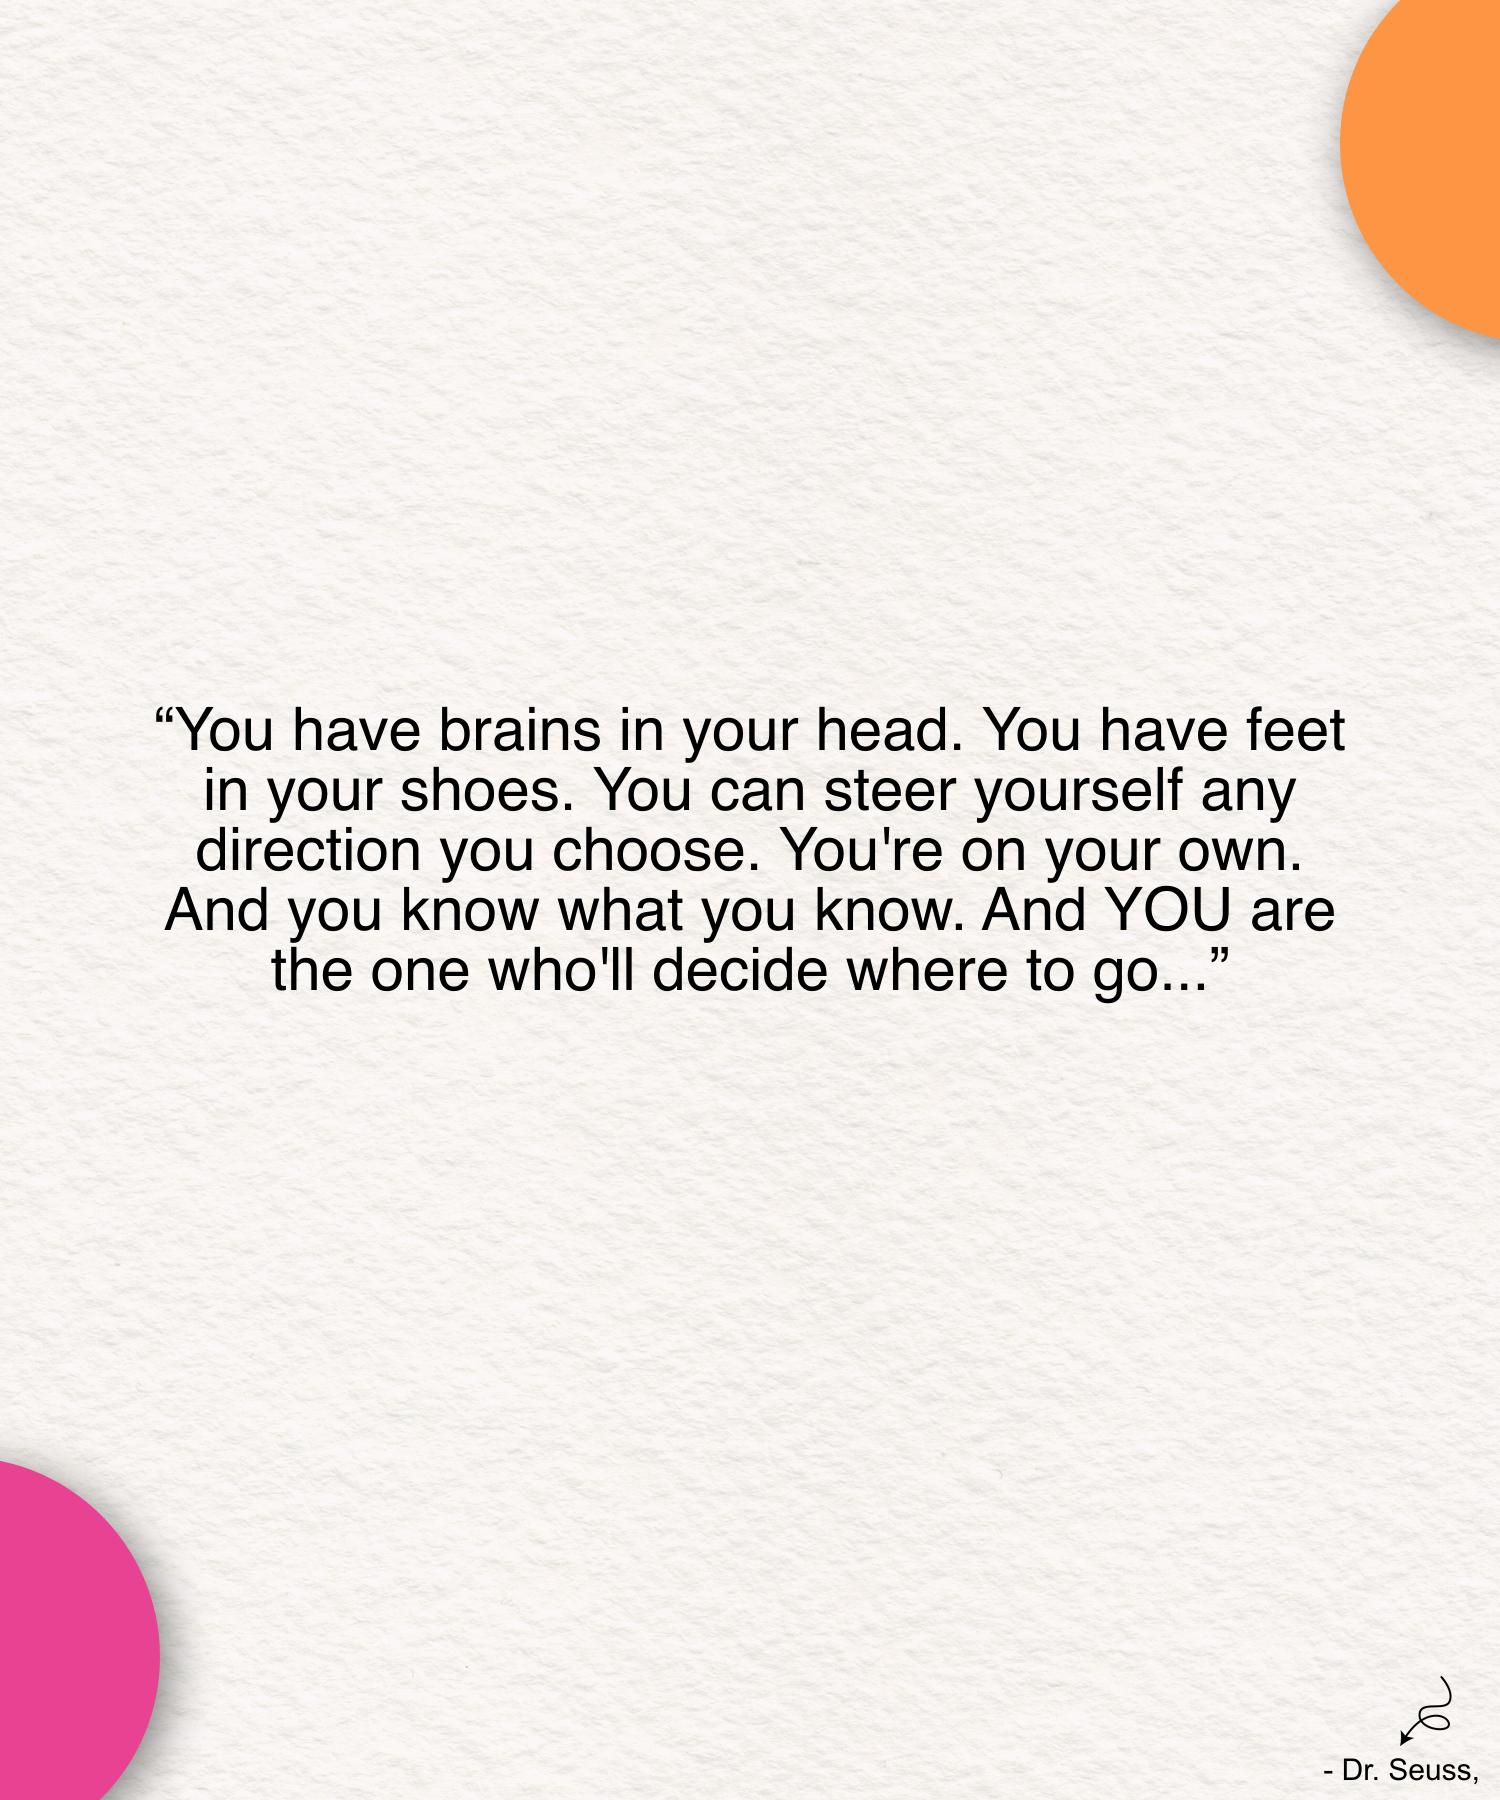 “You have brains in your head. You have feet
in your shoes. You can steer yourself any
direction you choose. You're on your own.
And you know what you know. And YOU are
the one who'll decide where to go...”
- Dr. Seuss,